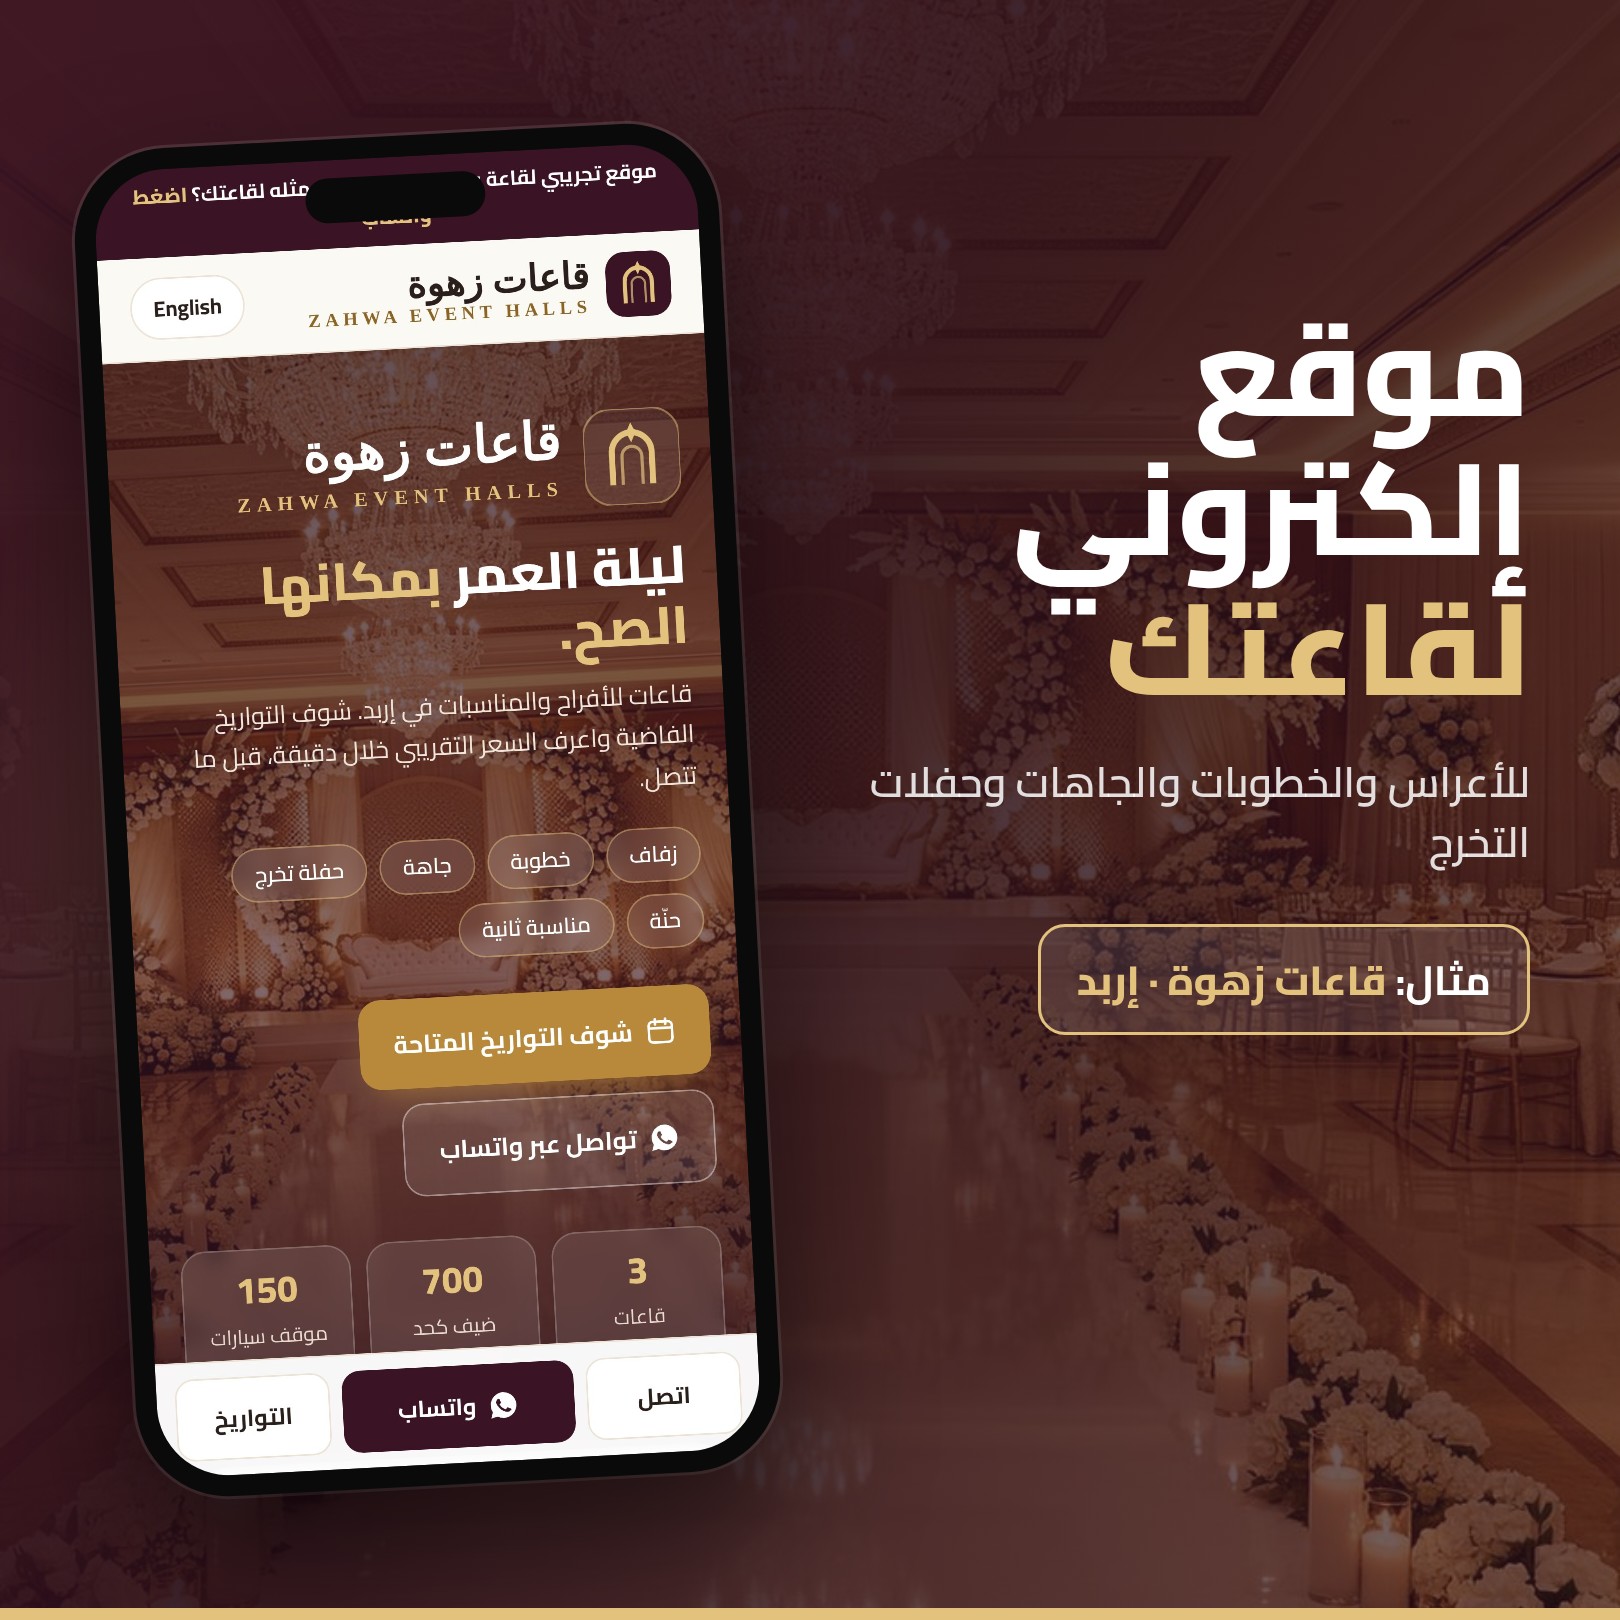 موقع
إلكتروني
لقاعتك
للأعراس والخطوبات والجاهات وحفلات
التخرج
مثال: قاعات زهوة · إربد
موقع تجريبي لقاعة
مثله لقاعتك؟ اضغط
واتساب
قاعات زهوة
ZAHWA EVENT HALLS
English
قاعات زهوة
ZAHWA EVENT HALLS
ليلة العمر بمكانها
الصح.
قاعات للأفراح والمناسبات في إربد. شوف التواريخ
الفاضية واعرف السعر التقريبي خلال دقيقة، قبل ما
تتصل.
زفاف
خطوبة
جاهة
حفلة تخرج
حنّة
مناسبة ثانية
شوف التواريخ المتاحة
تواصل عبر واتساب
3
قاعات
700
ضيف كحد
150
موقف سيارات
اتصل
واتساب
التواريخ